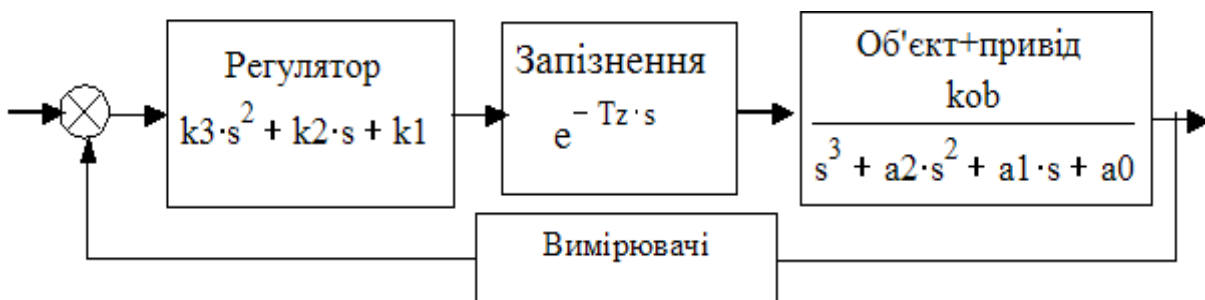 Регулятор
k3·s² + k2·s + k1
Запізнення
e^(− Tz·s)
Об'єкт+привід
kob
s³ + a2·s² + a1·s + a0
Вимірювачі